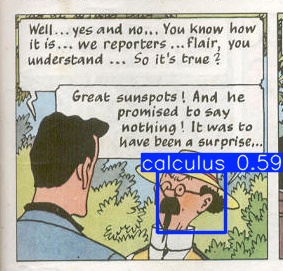 Well... yes and no... You know how
it is... we reporters ...flair, you
understand ... So it's true?
Great sunspots! And he
promised to say
nothing! It was to
have been a surprise,..
calculus 0.59